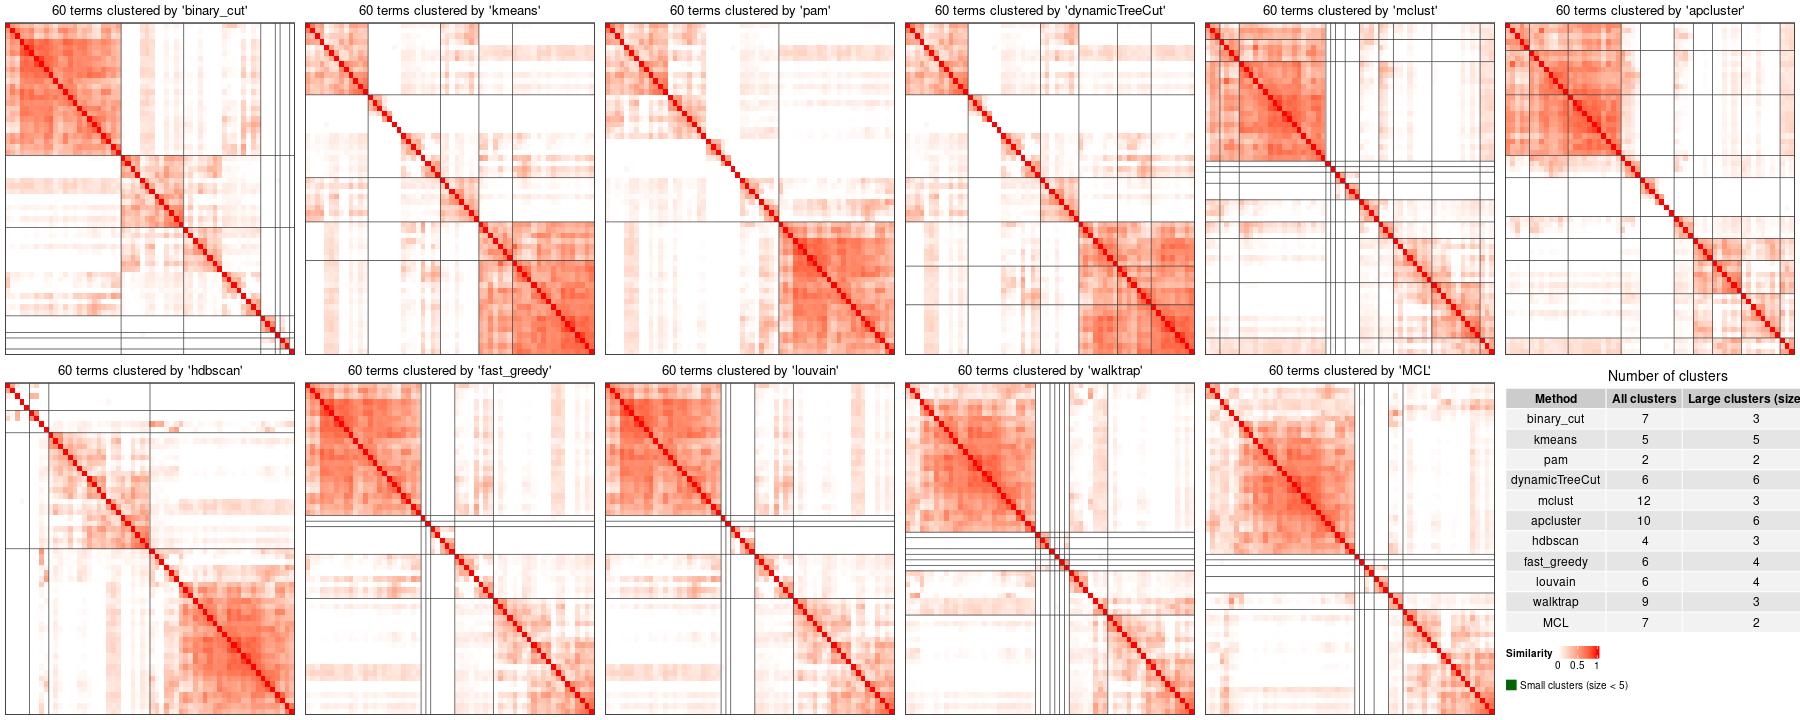 60 terms clustered by 'binary_cut'
60 terms clustered by 'kmeans'
60 terms clustered by 'pam'
60 terms clustered by 'dynamicTreeCut'
60 terms clustered by 'mclust'
60 terms clustered by 'apcluster'
60 terms clustered by 'hdbscan'
60 terms clustered by 'fast_greedy'
60 terms clustered by 'louvain'
60 terms clustered by 'walktrap'
60 terms clustered by 'MCL'
Number of clusters
Method All clusters Large clusters (size
binary_cut 7 3
kmeans 5 5
pam 2 2
dynamicTreeCut 6 6
mclust 12 3
apcluster 10 6
hdbscan 4 3
fast_greedy 6 4
louvain 6 4
walktrap 9 3
MCL 7 2
Similarity
0 0.5 1
Small clusters (size < 5)